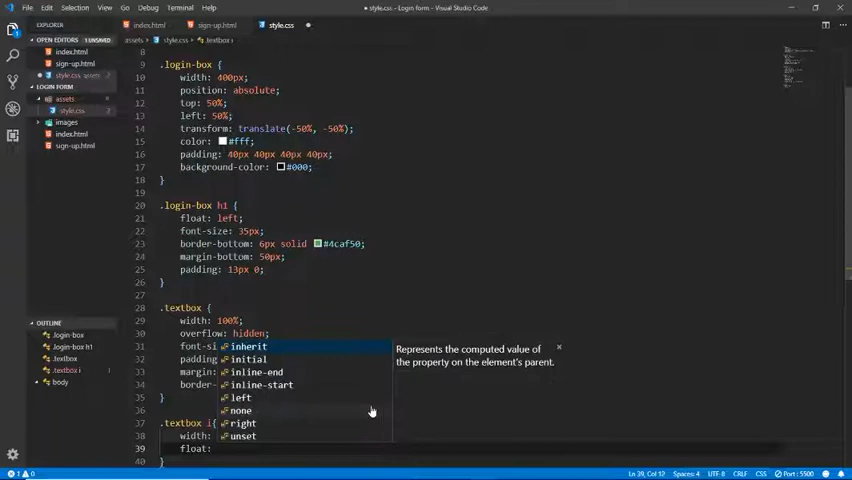 File Edit Selection View Go Debug Terminal Help
● style.css - Login form - Visual Studio Code
EXPLORER
index.html sign-up.html style.css ●
OPEN EDITORS 1 UNSAVED
assets › style.css › .textbox i
index.html
sign-up.html
● style.css assets
LOGIN FORM
assets
style.css
images
index.html
sign-up.html
8
9 .login-box {
10 width: 400px;
11 position: absolute;
12 top: 50%;
13 left: 50%;
14 transform: translate(-50%, -50%);
15 color: #fff;
16 padding: 40px 40px 40px 40px;
17 background-color: #000;
18 }
19
20 .login-box h1 {
21 float: left;
22 font-size: 35px;
23 border-bottom: 6px solid #4caf50;
24 margin-bottom: 50px;
25 padding: 13px 0;
26 }
27
28 .textbox {
29 width: 100%;
30 overflow: hidden;
31 font-si
32 padding
33 margin:
34 border-
35 }
36
37 .textbox i{
38 width:
39 float:
40 }
inherit
initial
inline-end
inline-start
left
none
right
unset
Represents the computed value of
the property on the element's parent.
OUTLINE
.login-box
.login-box h1
.textbox
.textbox i
body
1 0
Ln 39, Col 12 Spaces: 4 UTF-8 CRLF CSS Port : 5500